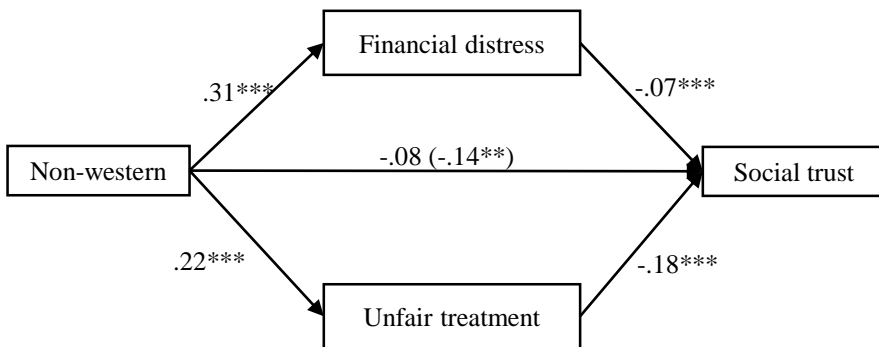 Financial distress
.31***
-.07***
-.08 (-.14**)
Non-western
Social trust
.22***
-.18***
Unfair treatment